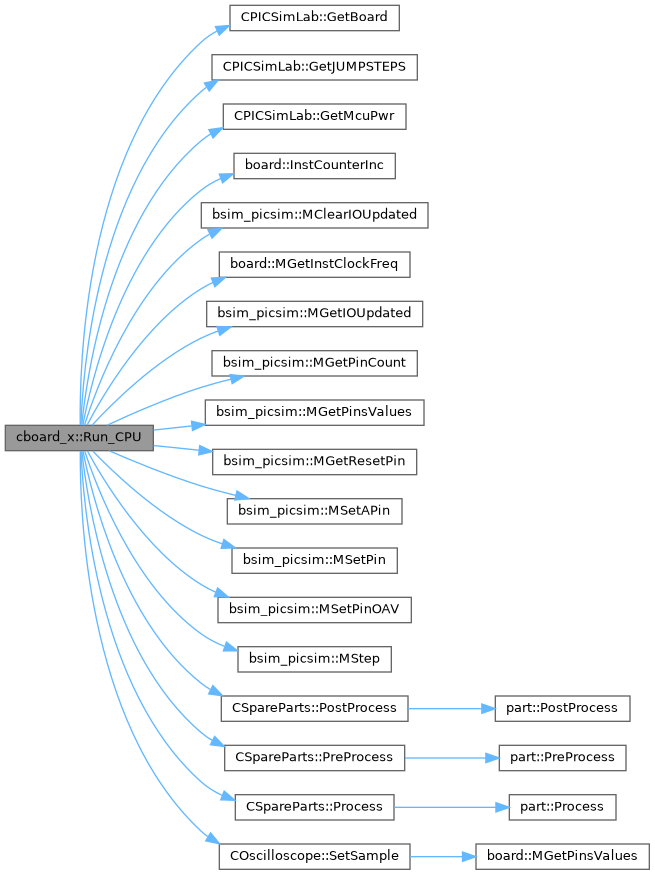 CPICSimLab::GetBoard
CPICSimLab::GetJUMPSTEPS
CPICSimLab::GetMcuPwr
board::InstCounterInc
bsim_picsim::MClearIOUpdated
board::MGetInstClockFreq
bsim_picsim::MGetIOUpdated
bsim_picsim::MGetPinCount
bsim_picsim::MGetPinsValues
cboard_x::Run_CPU
bsim_picsim::MGetResetPin
bsim_picsim::MSetAPin
bsim_picsim::MSetPin
bsim_picsim::MSetPinOAV
bsim_picsim::MStep
CSpareParts::PostProcess
part::PostProcess
CSpareParts::PreProcess
part::PreProcess
CSpareParts::Process
part::Process
COscilloscope::SetSample
board::MGetPinsValues